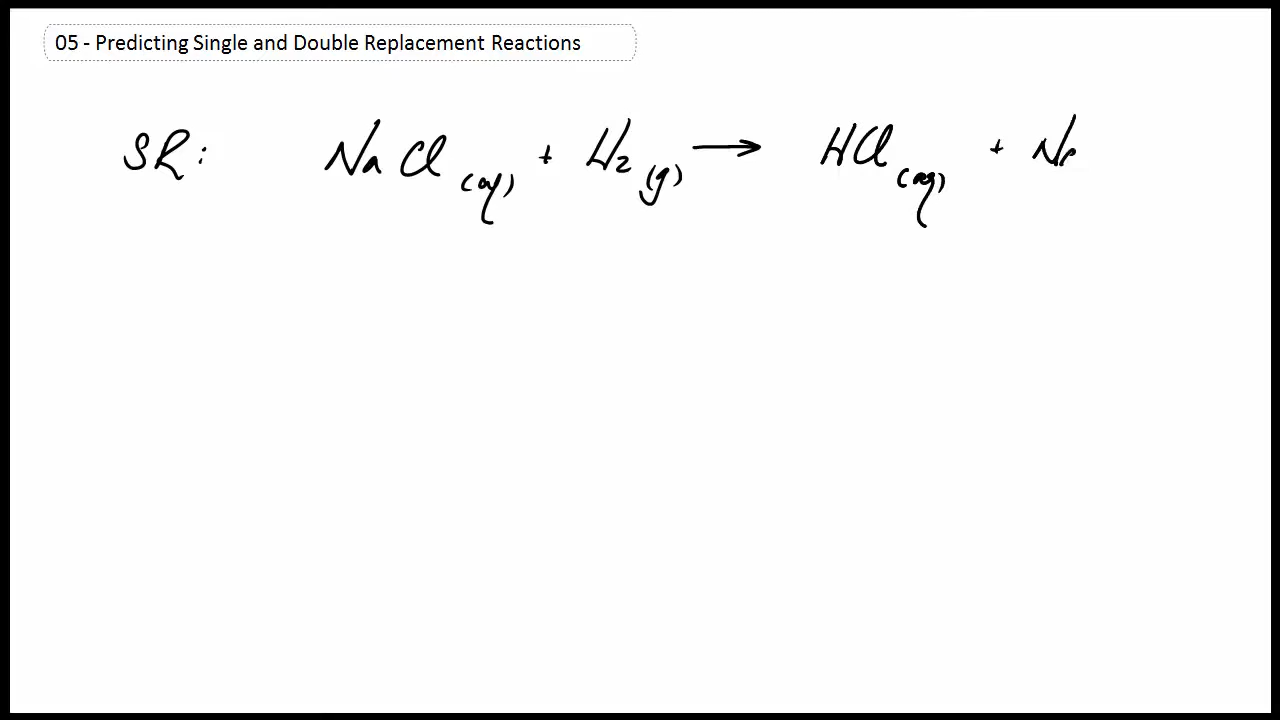 05 - Predicting Single and Double Replacement Reactions
SR: NaCl(aq) + H2(g) → HCl(aq) + Na